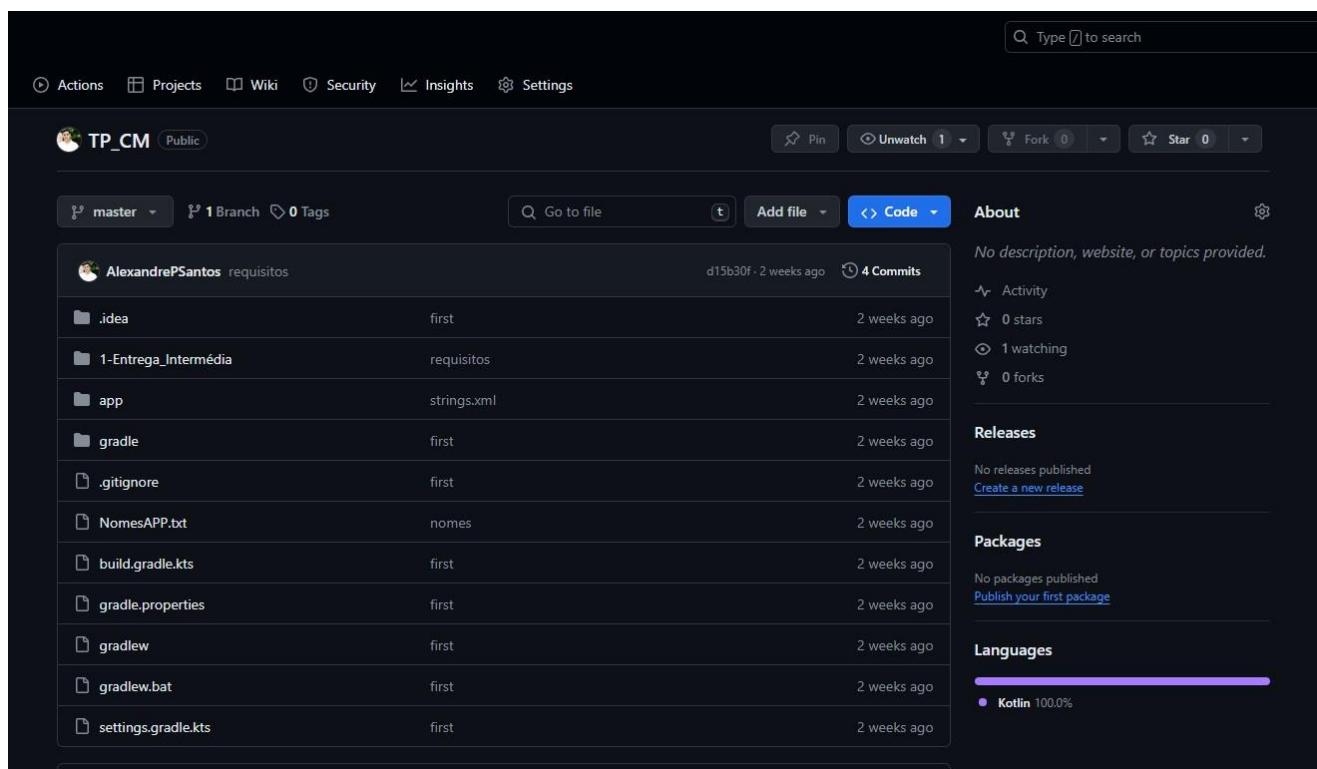 Type / to search
Actions Projects Wiki Security Insights Settings
TP_CM Public
Pin Unwatch 1 Fork 0 Star 0
master 1 Branch 0 Tags Go to file t Add file Code
AlexandrePSantos requisitos d15b30f · 2 weeks ago 4 Commits
.idea first 2 weeks ago
1-Entrega_Intermédia requisitos 2 weeks ago
app strings.xml 2 weeks ago
gradle first 2 weeks ago
.gitignore first 2 weeks ago
NomesAPP.txt nomes 2 weeks ago
build.gradle.kts first 2 weeks ago
gradle.properties first 2 weeks ago
gradlew first 2 weeks ago
gradlew.bat first 2 weeks ago
settings.gradle.kts first 2 weeks ago
About
No description, website, or topics provided.
Activity
0 stars
1 watching
0 forks
Releases
No releases published
Create a new release
Packages
No packages published
Publish your first package
Languages
Kotlin 100.0%